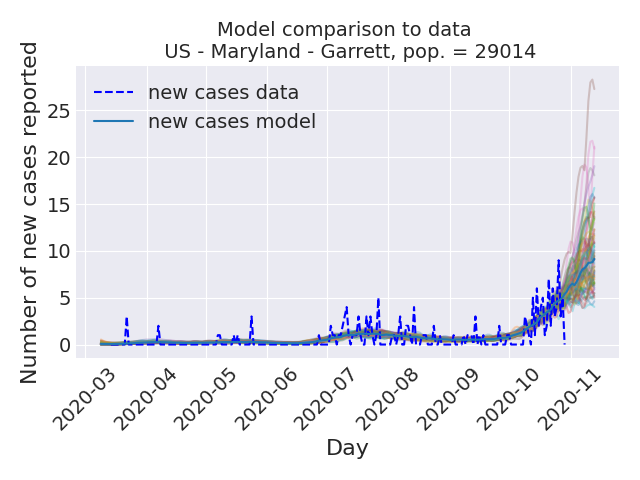 Model comparison to data
US - Maryland - Garrett, pop. = 29014
Number of new cases reported
new cases data
new cases model
25
20
15
10
5
0
2020-03
2020-04
2020-05
2020-06
2020-07
2020-08
2020-09
2020-10
2020-11
Day